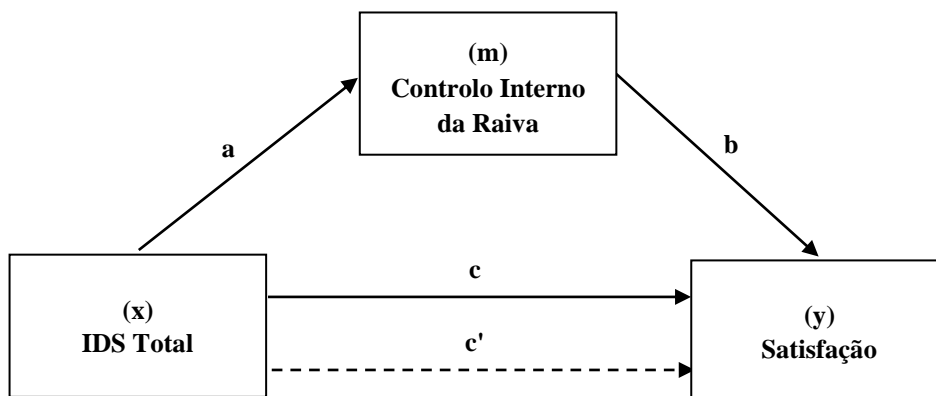 (m)
Controlo Interno
da Raiva
a
b
c
(x)
IDS Total
c'
(y)
Satisfação